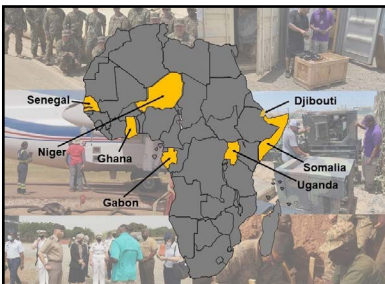 Senegal
Djibouti
Niger
Ghana
Somalia
Uganda
Gabon